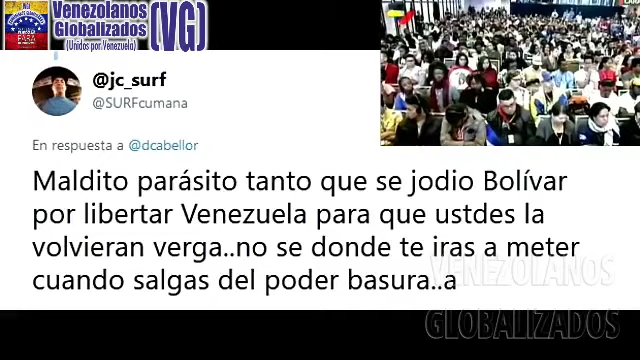 Venezolanos
Globalizados
(Unidos por Venezuela)
(VG)
@jc_surf
@SURFcumana
En respuesta a @dcabellor
Maldito parásito tanto que se jodio Bolívar
por libertar Venezuela para que ustdes la
volvieran verga..no se donde te iras a meter
cuando salgas del poder basura..a
VENEZOLANOS
GLOBALIZADOS